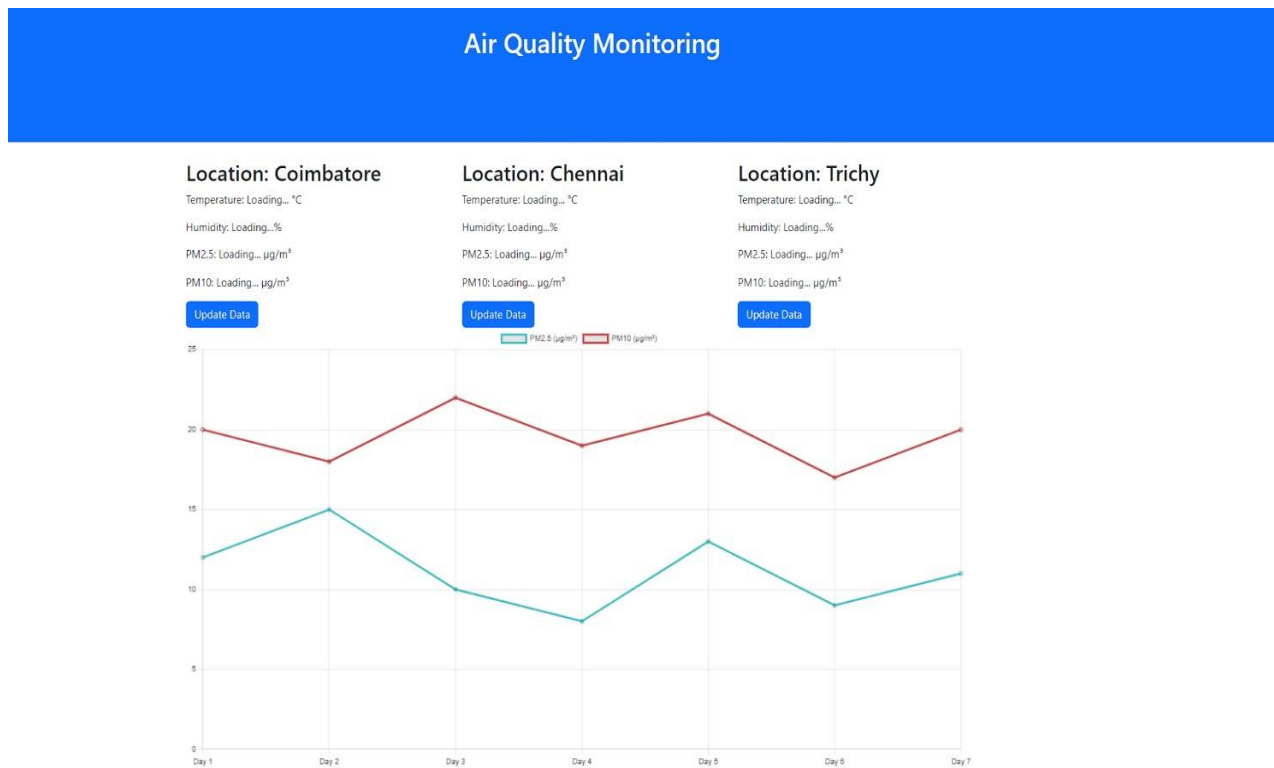 Air Quality Monitoring
Location: Coimbatore
Temperature: Loading... °C
Humidity: Loading...%
PM2.5: Loading... µg/m³
PM10: Loading... µg/m³
Update Data
Location: Chennai
Temperature: Loading... °C
Humidity: Loading...%
PM2.5: Loading... µg/m³
PM10: Loading... µg/m³
Update Data
Location: Trichy
Temperature: Loading... °C
Humidity: Loading...%
PM2.5: Loading... µg/m³
PM10: Loading... µg/m³
Update Data
PM2.5 (µg/m³) PM10 (µg/m³)
25
20
15
10
5
0
Day 1 Day 2 Day 3 Day 4 Day 5 Day 6 Day 7